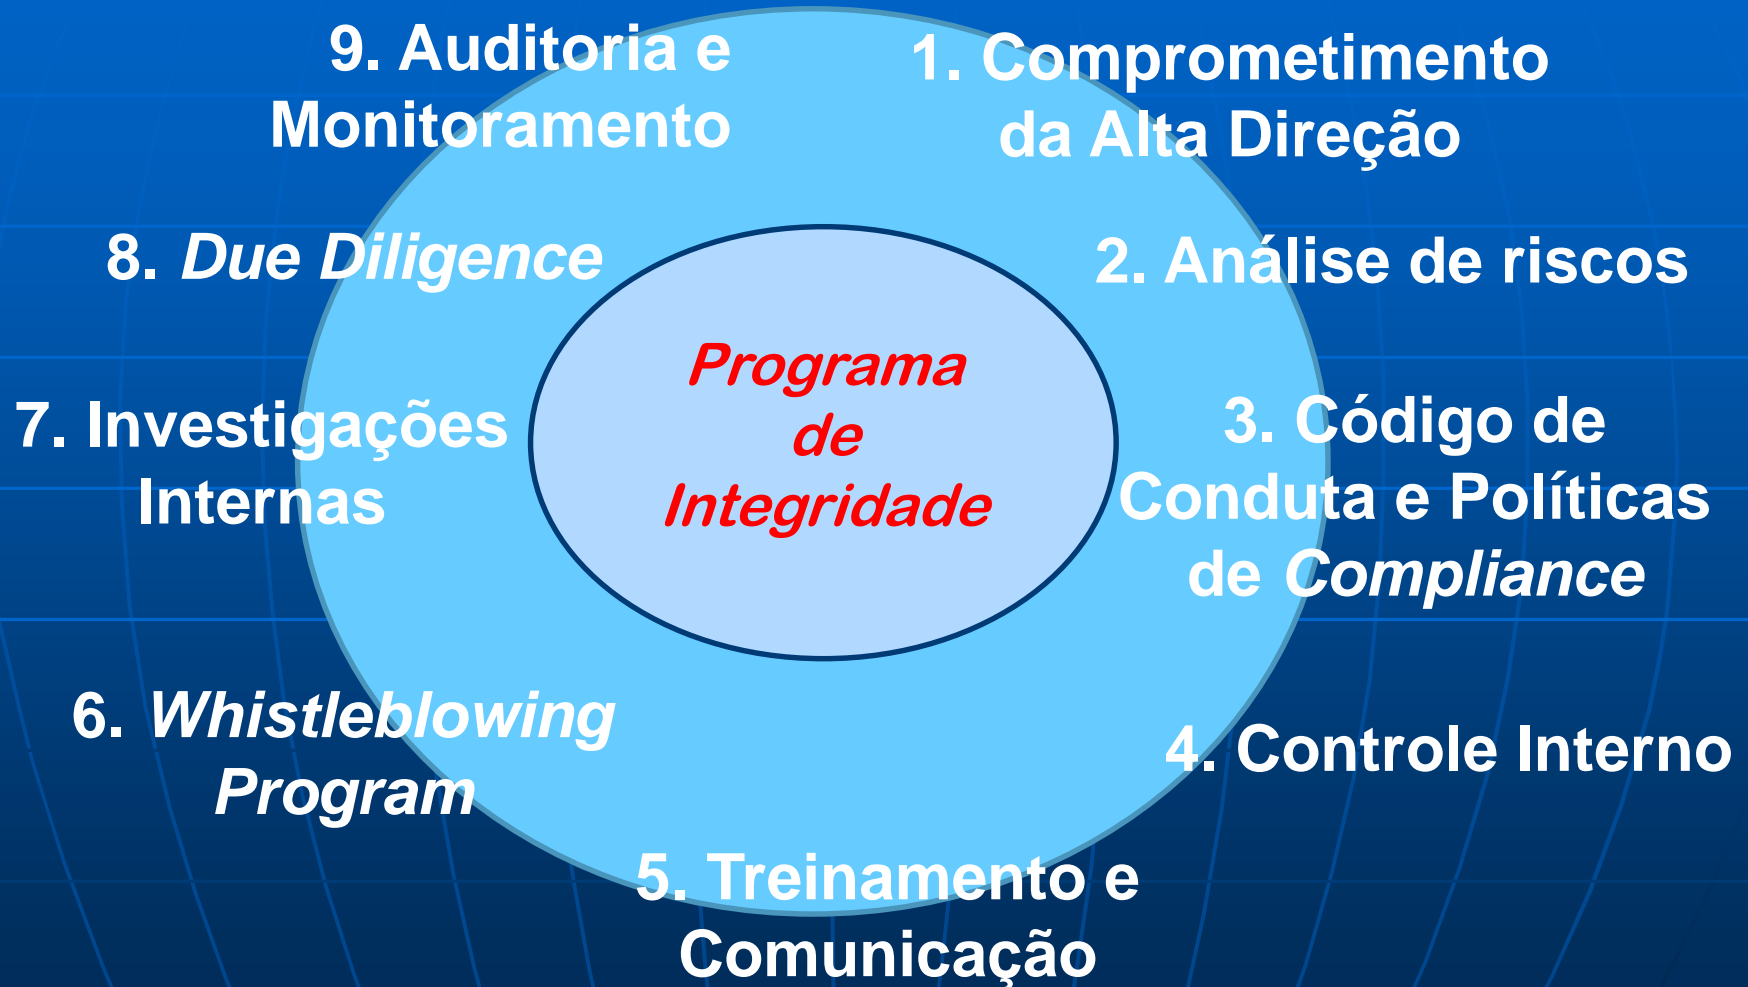 9. Auditoria e
Monitoramento
1. Comprometimento
da Alta Direção
8. Due Diligence
2. Análise de riscos
Programa
de
Integridade
7. Investigações
Internas
3. Código de
Conduta e Políticas
de Compliance
6. Whistleblowing
Program
4. Controle Interno
5. Treinamento e
Comunicação